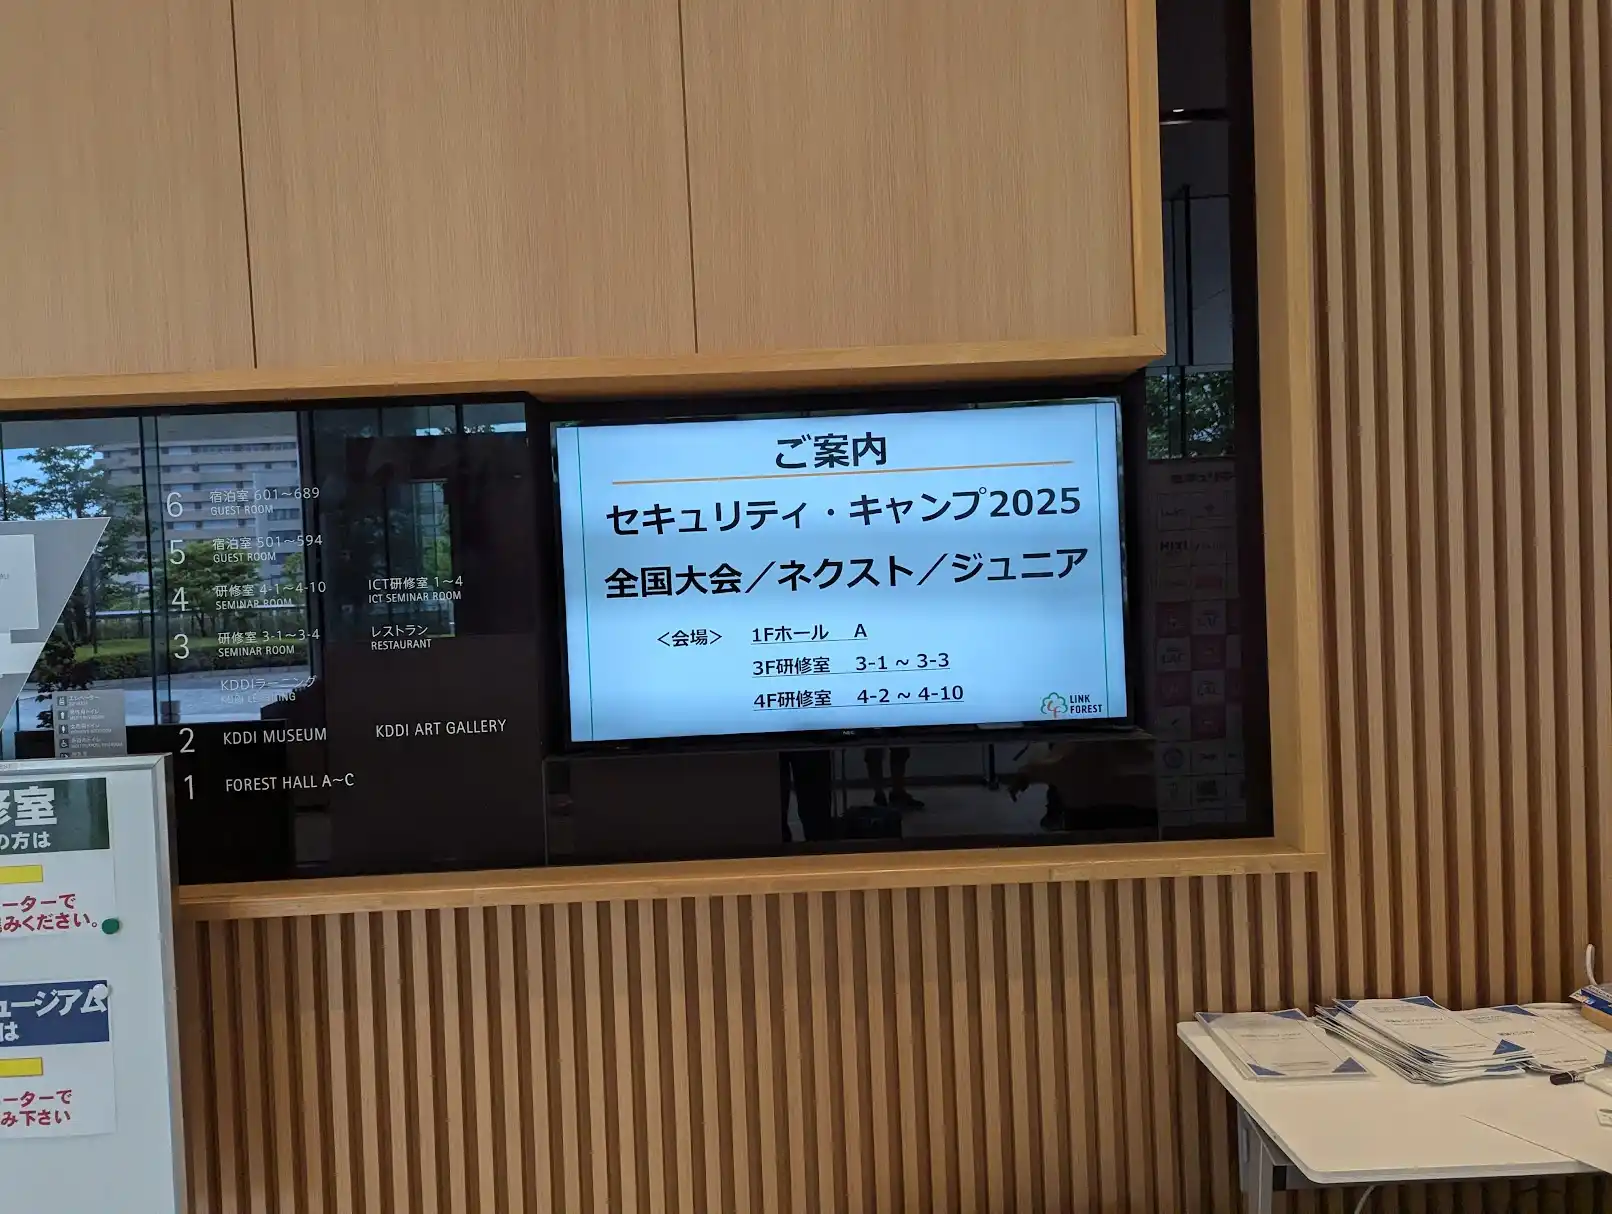 ご案内
セキュリティ・キャンプ2025
全国大会／ネクスト／ジュニア
＜会場＞ 1Fホール A
3F研修室 3-1 ~ 3-3
4F研修室 4-2 ~ 4-10
LINK
FOREST
NEC
6 宿泊室 601～689
GUEST ROOM
5 宿泊室 501～594
GUEST ROOM
4 研修室 4-1～4-10 ICT研修室 1～4
SEMINAR ROOM ICT SEMINAR ROOM
3 研修室 3-1～3-4 レストラン
SEMINAR ROOM RESTAURANT
KDDIラーニング
KDDI LEARNING
2 KDDI MUSEUM KDDI ART GALLERY
1 FOREST HALL A～C
修室
の方は
ーターで
みください。
ュージアム
は
ーターで
み下さい